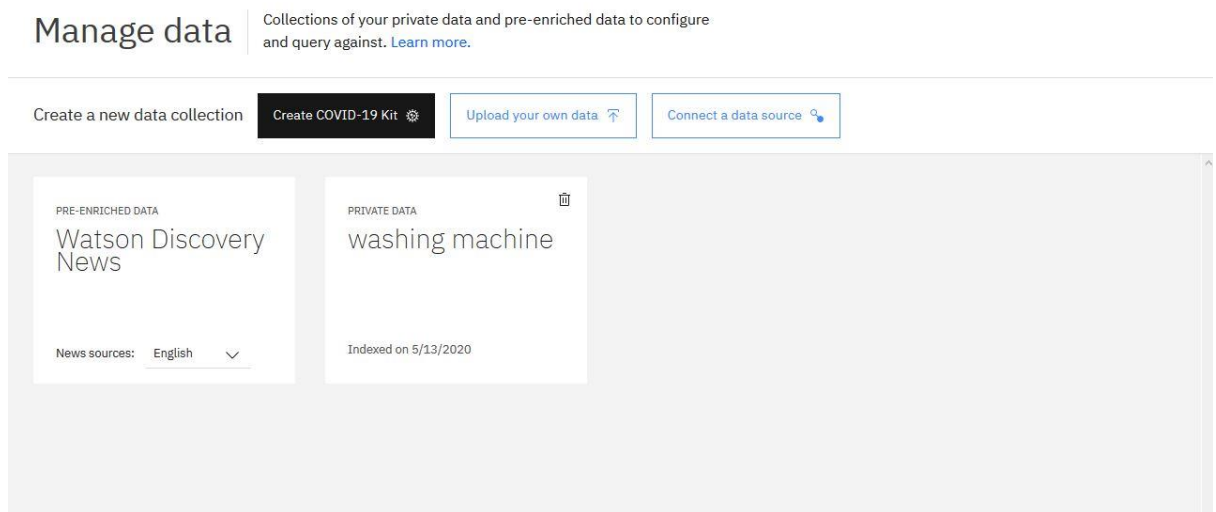 Manage data
Collections of your private data and pre-enriched data to configure
and query against. Learn more.
Create a new data collection
Create COVID-19 Kit
Upload your own data
Connect a data source
PRE-ENRICHED DATA
Watson Discovery
News
News sources: English
PRIVATE DATA
washing machine
Indexed on 5/13/2020